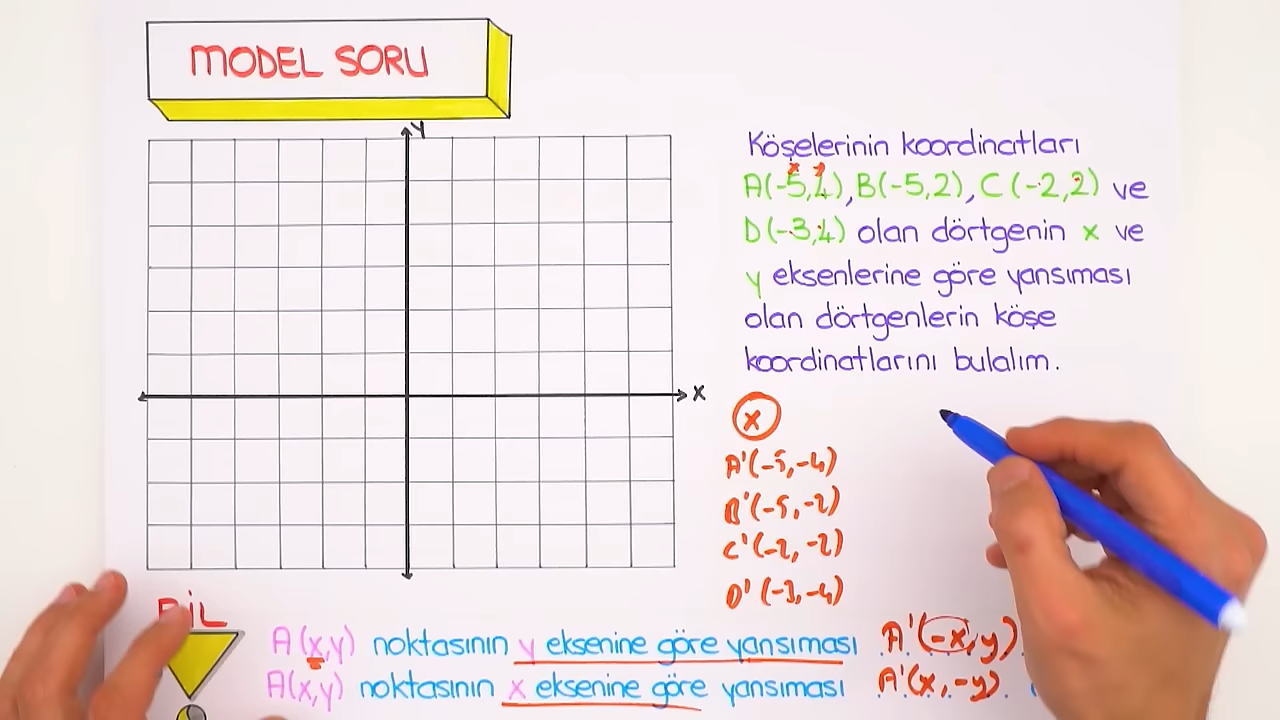 MODEL SORU
y
x
Köşelerinin koordinatları
x y
A(-5,4), B(-5,2), C(-2,2) ve
D(-3,4) olan dörtgenin x ve
y eksenlerine göre yansıması
olan dörtgenlerin köşe
koordinatlarını bulalım.
x
A'(-5,-4)
B'(-5,-2)
C'(-2,-2)
D'(-3,-4)
BİL
A(x,y) noktasının y eksenine göre yansıması A'(-x,y)
A(x,y) noktasının x eksenine göre yansıması A'(x,-y)